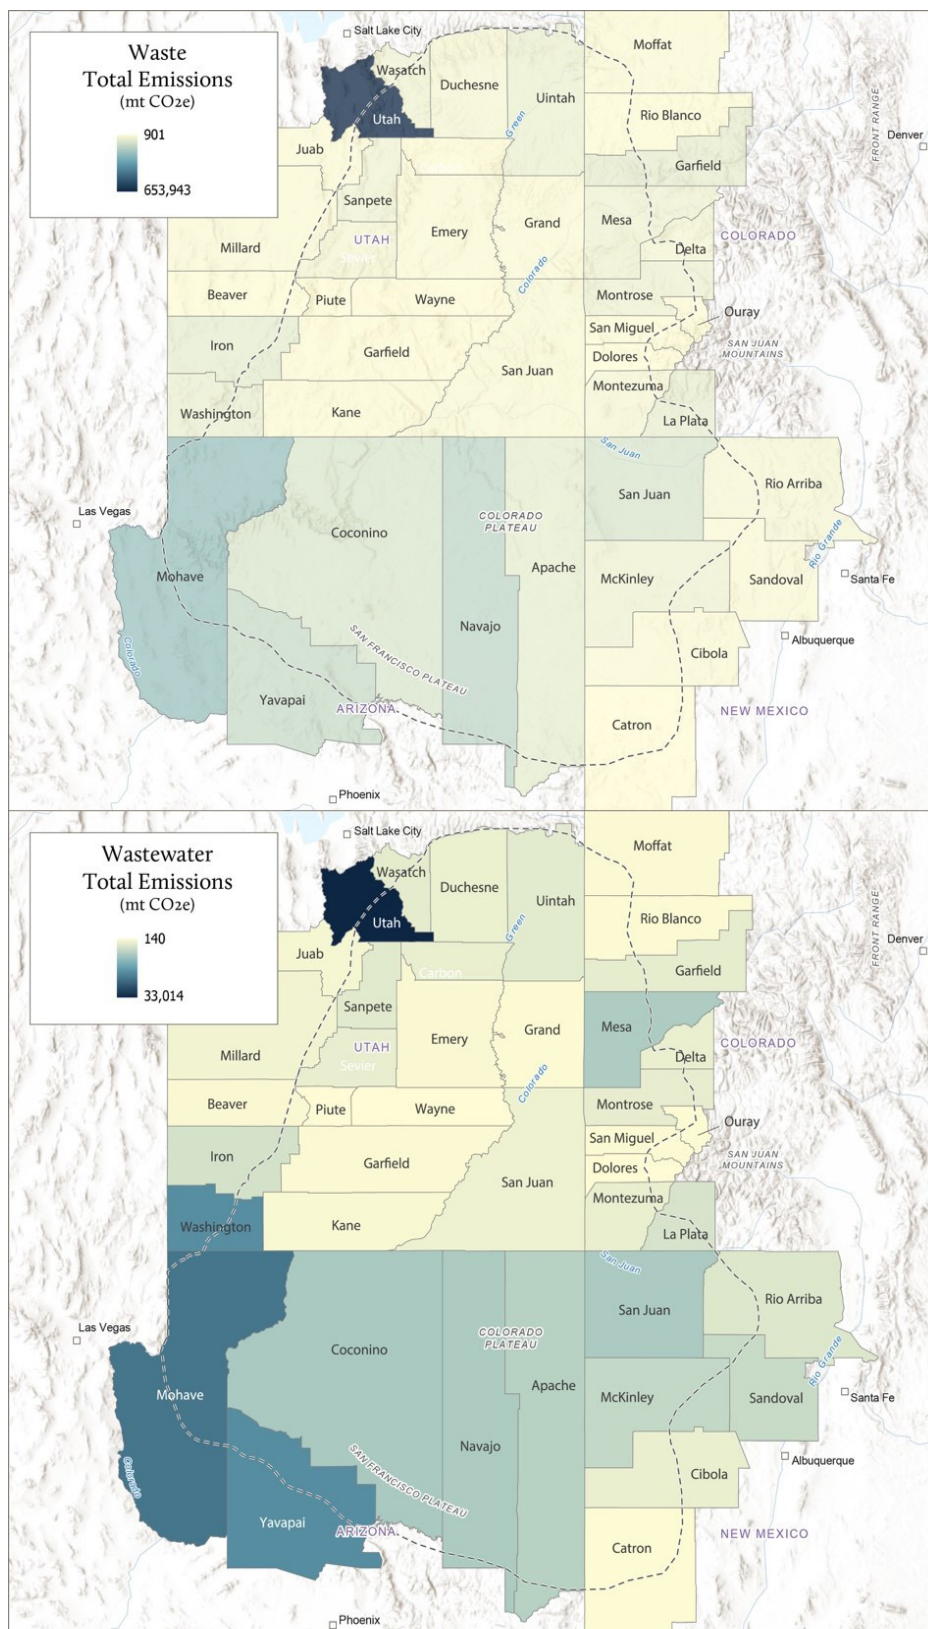 Waste
Total Emissions
(mt CO2e)
901
653,943
Salt Lake City
Moffat
Wasatch
Duchesne
Uintah
Green
Rio Blanco
Utah
FRONT RANGE
Denver
Juab
Garfield
Sanpete
Mesa
Grand
Emery
UTAH
COLORADO
Millard
Sevier
Delta
Colorado
Beaver
Piute
Wayne
Montrose
Ouray
San Miguel
Iron
SAN JUAN
MOUNTAINS
Garfield
Dolores
San Juan
Montezuma
Washington
Kane
La Plata
San Juan
Rio Arriba
San Juan
Las Vegas
COLORADO
PLATEAU
Coconino
Rio Grande
Mohave
Apache
McKinley
Sandoval
Santa Fe
Navajo
Albuquerque
SAN FRANCISCO PLATEAU
Cibola
Colorado
Yavapai
ARIZONA
NEW MEXICO
Catron
Phoenix
Wastewater
Total Emissions
(mt CO2e)
140
33,014
Salt Lake City
Moffat
Wasatch
Duchesne
Uintah
Green
Rio Blanco
Utah
FRONT RANGE
Denver
Juab
Carbon
Garfield
Sanpete
Mesa
Grand
Emery
UTAH
COLORADO
Millard
Sevier
Delta
Colorado
Beaver
Piute
Wayne
Montrose
Ouray
San Miguel
Iron
SAN JUAN
MOUNTAINS
Garfield
Dolores
San Juan
Montezuma
Washington
Kane
La Plata
San Juan
Rio Arriba
San Juan
Las Vegas
COLORADO
PLATEAU
Coconino
Rio Grande
Mohave
Apache
McKinley
Sandoval
Santa Fe
Navajo
Albuquerque
SAN FRANCISCO PLATEAU
Cibola
Colorado
Yavapai
ARIZONA
NEW MEXICO
Catron
Phoenix